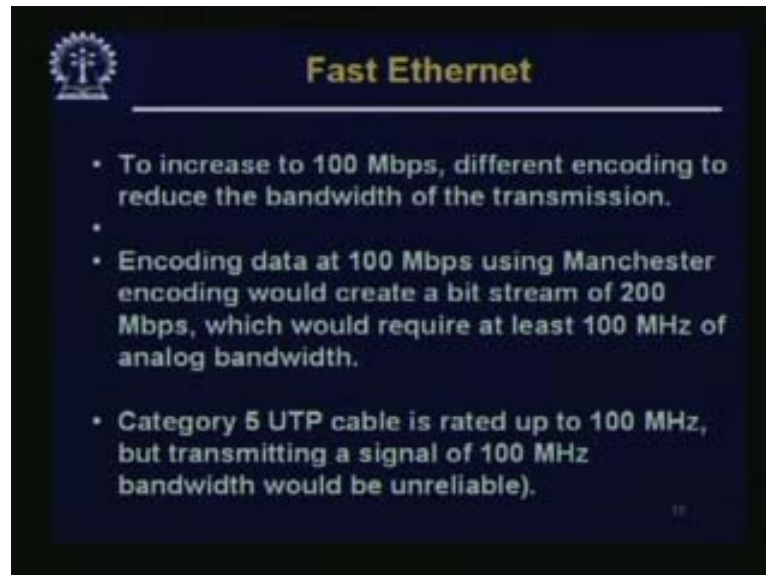 Fast Ethernet
• To increase to 100 Mbps, different encoding to
reduce the bandwidth of the transmission.
•
• Encoding data at 100 Mbps using Manchester
encoding would create a bit stream of 200
Mbps, which would require at least 100 MHz of
analog bandwidth.
• Category 5 UTP cable is rated up to 100 MHz,
but transmitting a signal of 100 MHz
bandwidth would be unreliable).